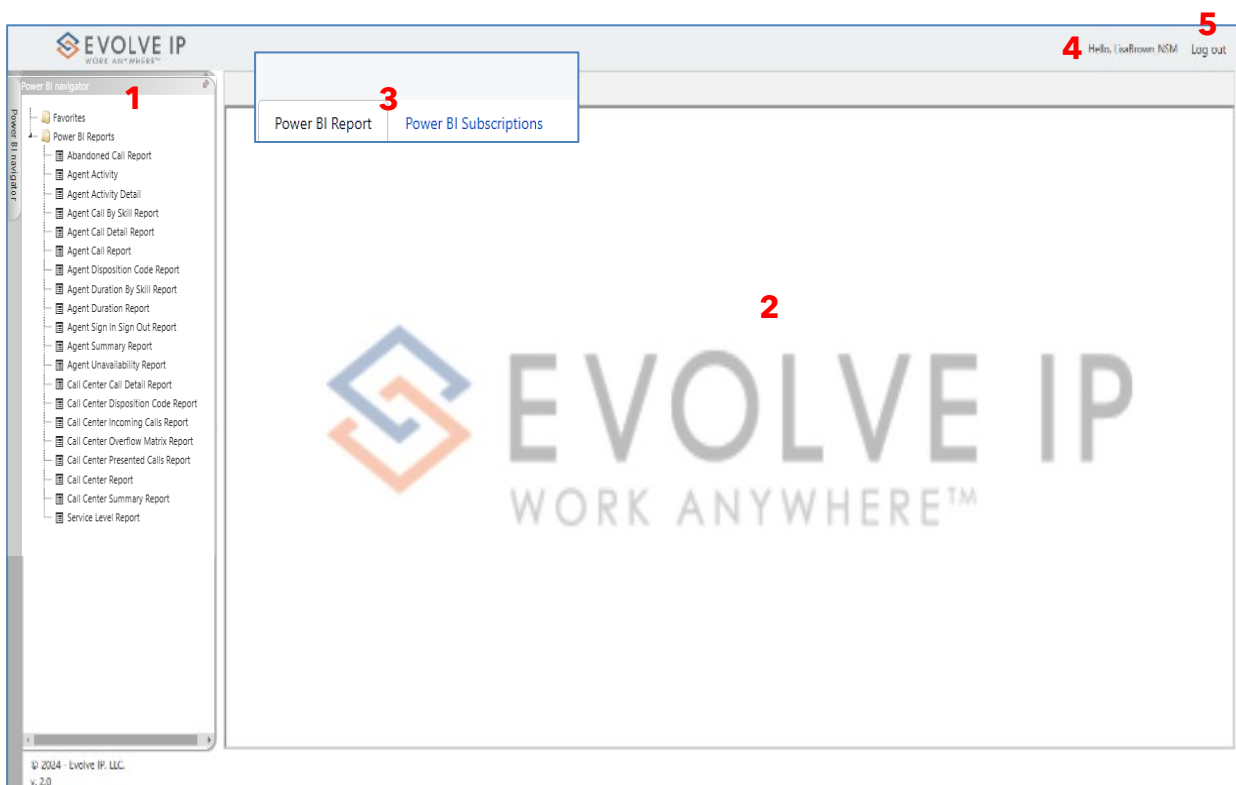 5
EVOLVE IP
WORK ANYWHERE™
4
Hello, LisaBrown NSM
Log out
Power BI navigator
1
Power BI navigator
3
Power BI Report
Power BI Subscriptions
Favorites
Power BI Reports
Abandoned Call Report
Agent Activity
Agent Activity Detail
Agent Call By Skill Report
Agent Call Detail Report
Agent Call Report
Agent Disposition Code Report
Agent Duration By Skill Report
Agent Duration Report
Agent Sign In Sign Out Report
Agent Summary Report
Agent Unavailability Report
Call Center Call Detail Report
Call Center Disposition Code Report
Call Center Incoming Calls Report
Call Center Overflow Matrix Report
Call Center Presented Calls Report
Call Center Report
Call Center Summary Report
Service Level Report
2
EVOLVE IP
WORK ANYWHERE™
© 2024 - Evolve IP, LLC.
v. 2.0